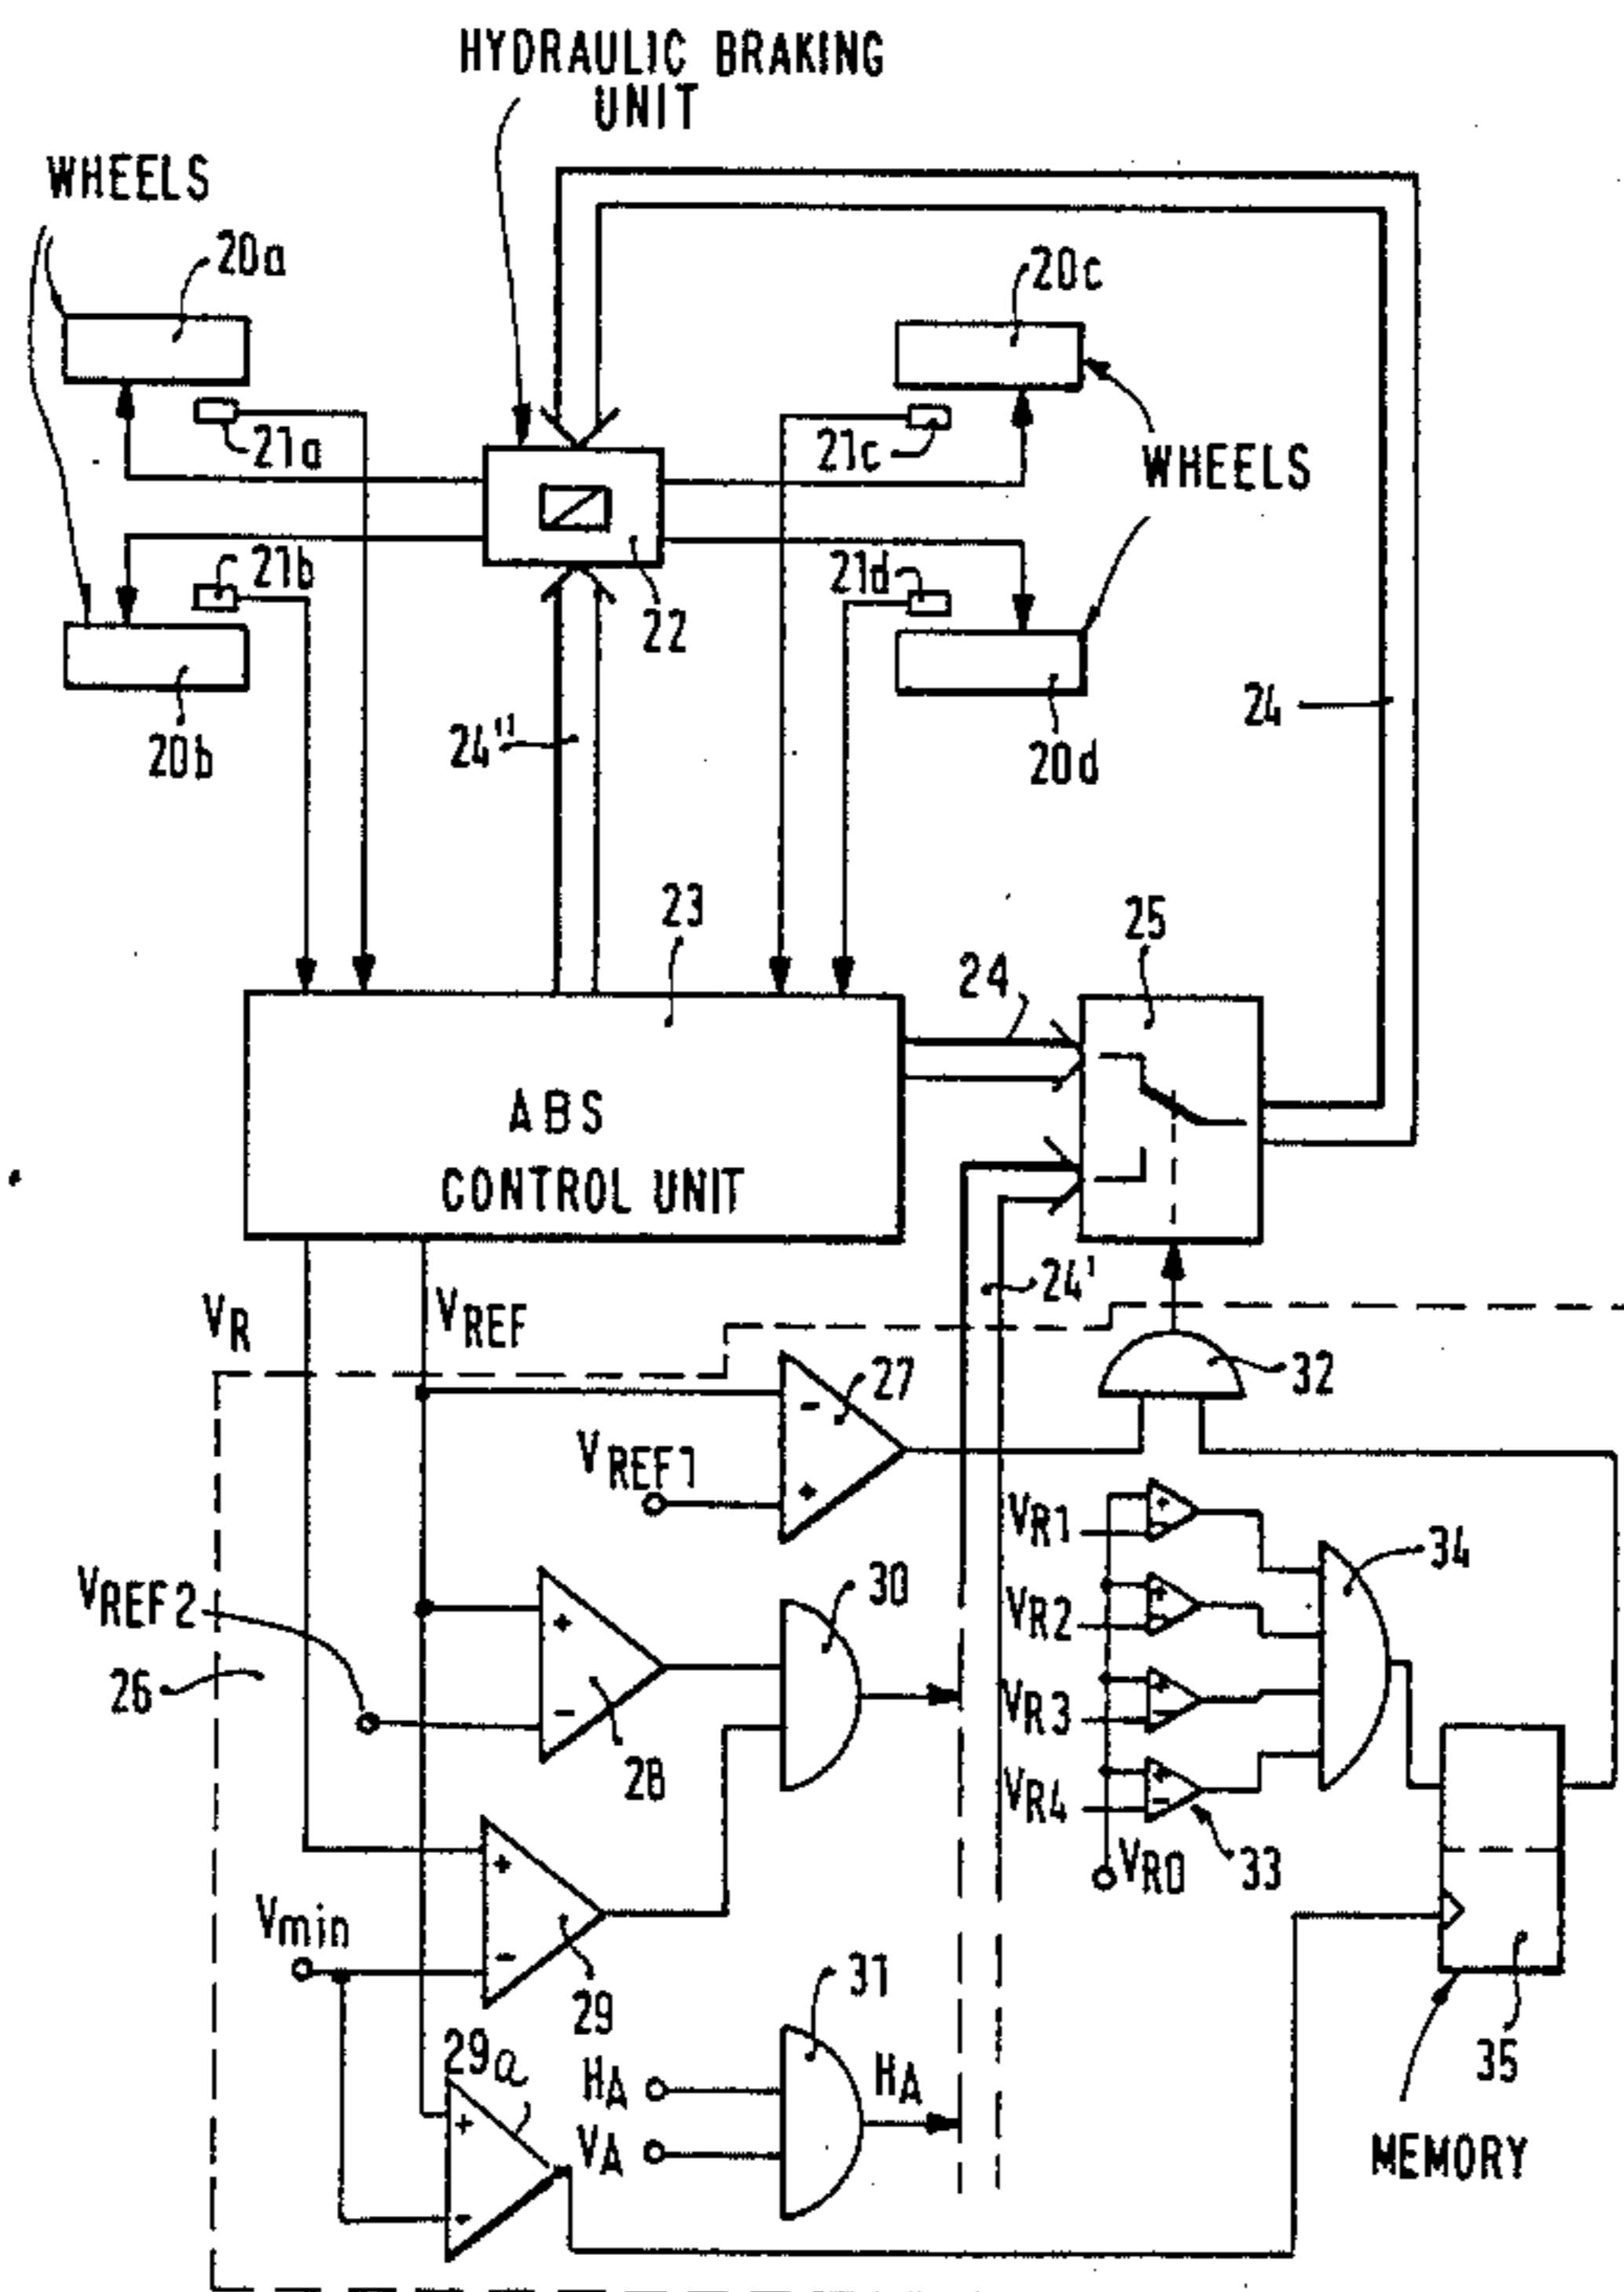 HYDRAULIC BRAKING
UNIT
WHEELS
20a
20c
21a
21c
WHEELS
21b
21d
22
20b
24''
20d
24
23
25
24
ABS
CONTROL UNIT
24'
VR
VREF
27
32
VREF1
VR1
34
VREF2
30
VR2
26
VR3
28
VR4
VR0
33
Vmin
29
31
35
29a
HA
HA
VA
MEMORY